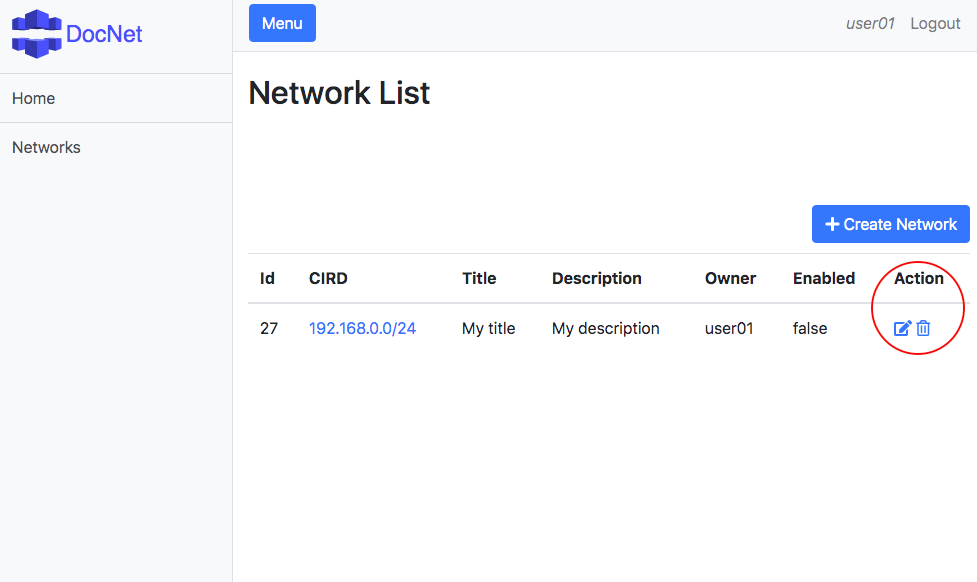 DocNet
Menu
user01 Logout
Home
Networks
Network List
Create Network
Id CIRD Title Description Owner Enabled Action
27 192.168.0.0/24 My title My description user01 false